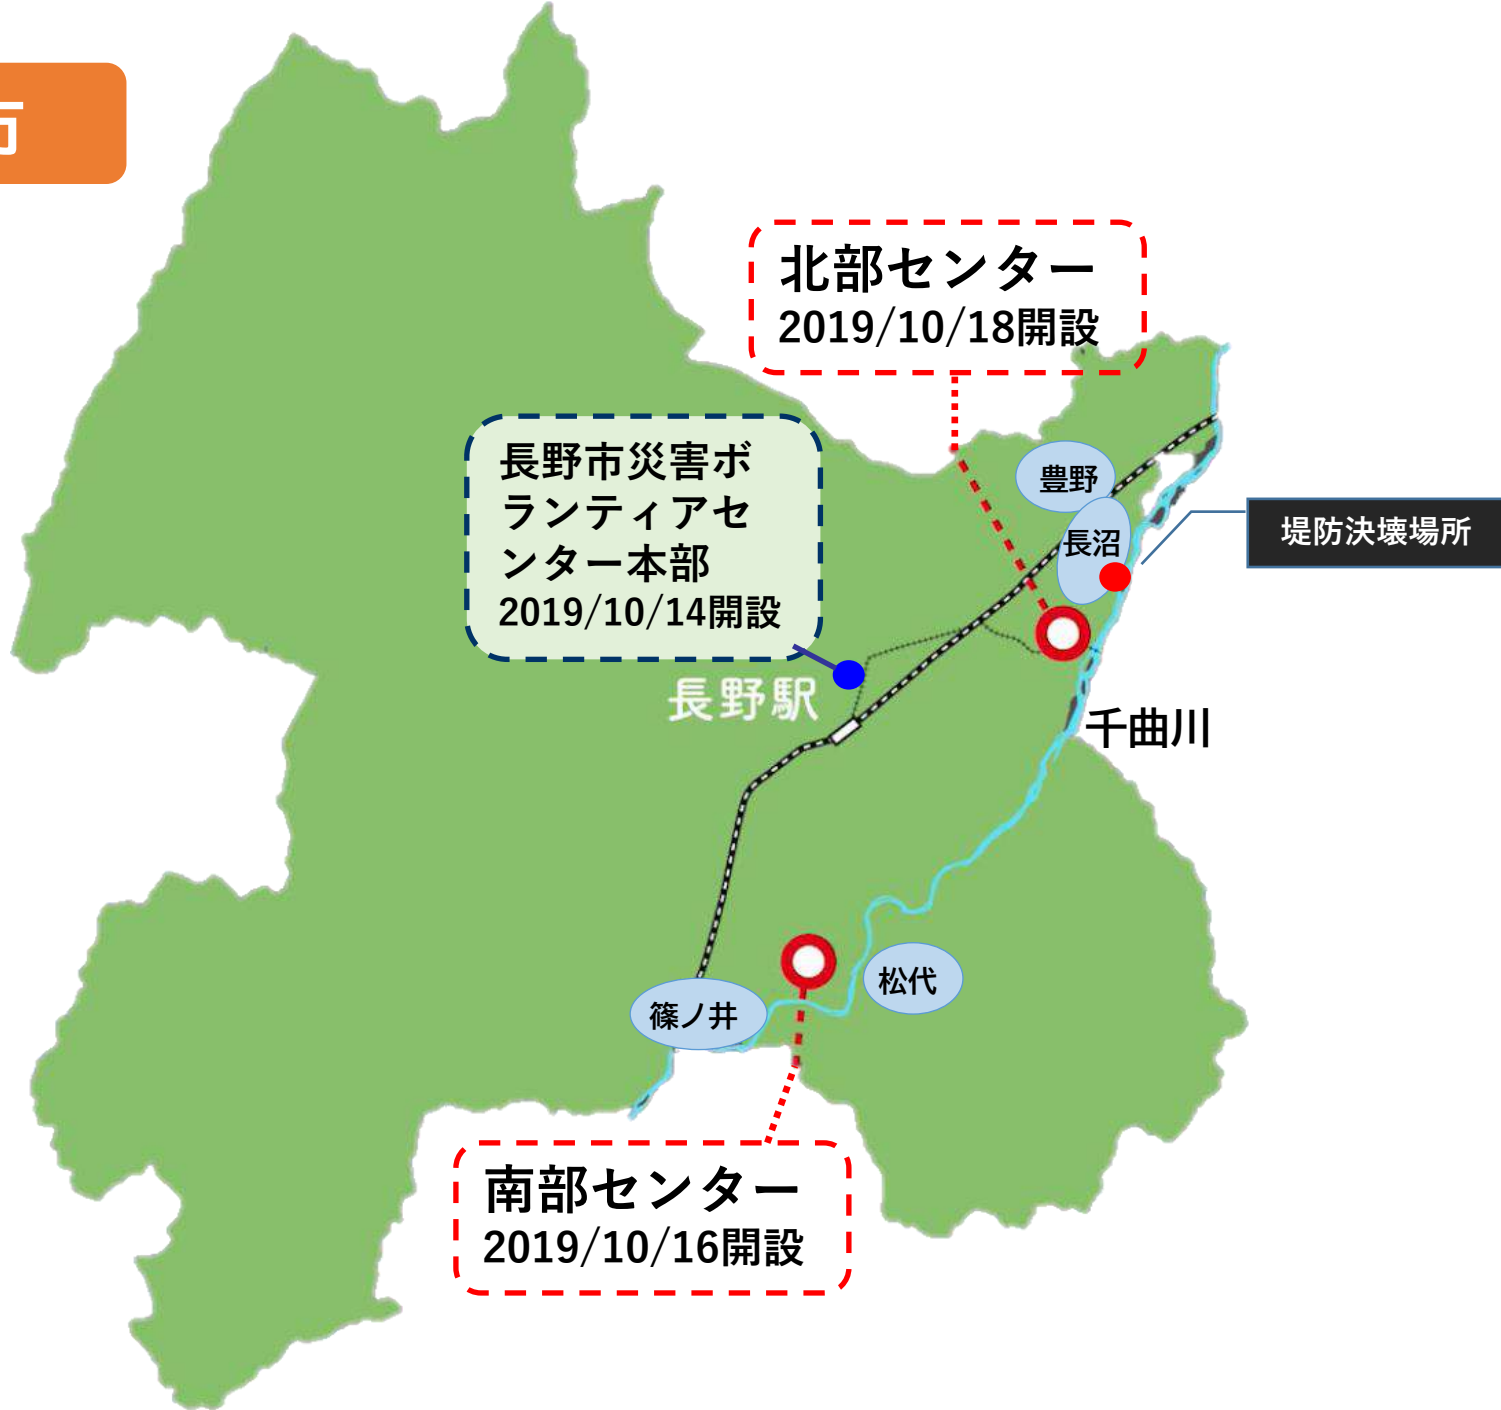 市
北部センター
2019/10/18開設
長野市災害ボ
ランティアセ
ンター本部
2019/10/14開設
豊野
長沼
堤防決壊場所
長野駅
千曲川
松代
篠ノ井
南部センター
2019/10/16開設